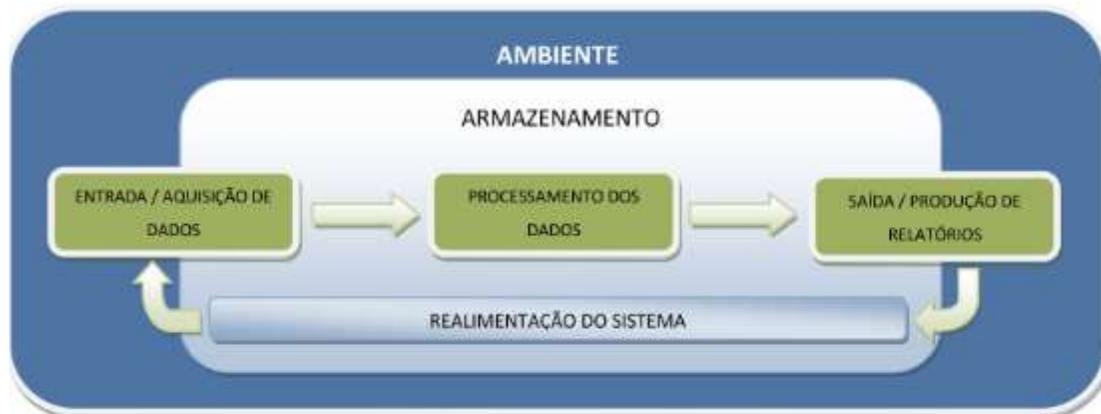 AMBIENTE
ARMAZENAMENTO
ENTRADA / AQUISIÇÃO DE
DADOS
PROCESSAMENTO DOS
DADOS
SAÍDA / PRODUÇÃO DE
RELATÓRIOS
REALIMENTAÇÃO DO SISTEMA